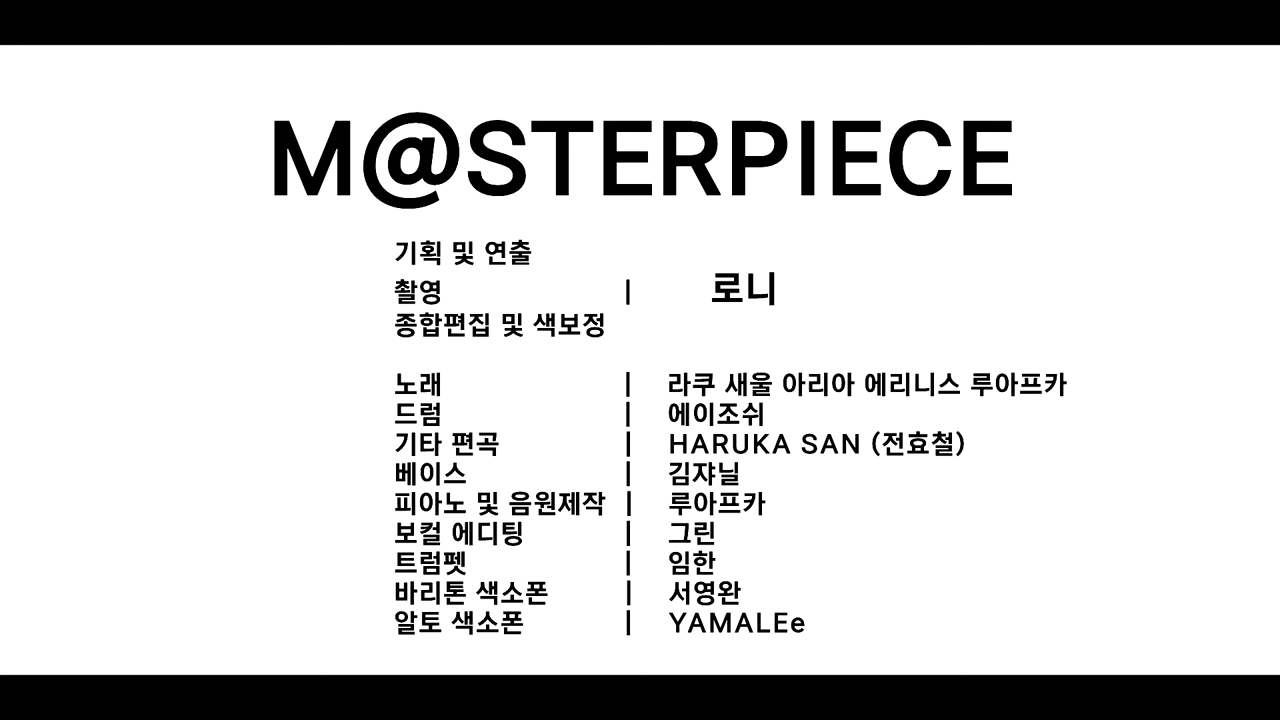 M@STERPIECE
기획 및 연출
촬영 | 로니
종합편집 및 색보정
노래 | 라쿠 새울 아리아 에리니스 루아프카
드럼 | 에이조쉬
기타 편곡 | HARUKA SAN (전효철)
베이스 | 김쟈닐
피아노 및 음원제작 | 루아프카
보컬 에디팅 | 그린
트럼펫 | 임한
바리톤 색소폰 | 서영완
알토 색소폰 | YAMALEe